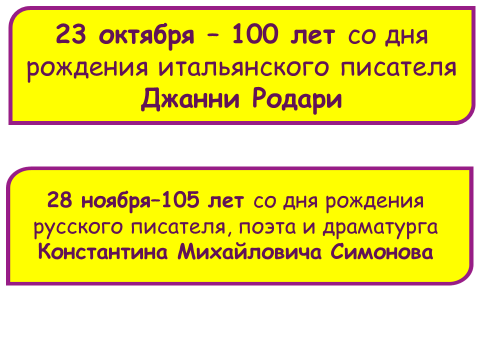 23 октября – 100 лет со дня
рождения итальянского писателя
Джанни Родари
28 ноября–105 лет со дня рождения
русского писателя, поэта и драматурга
Константина Михайловича Симонова